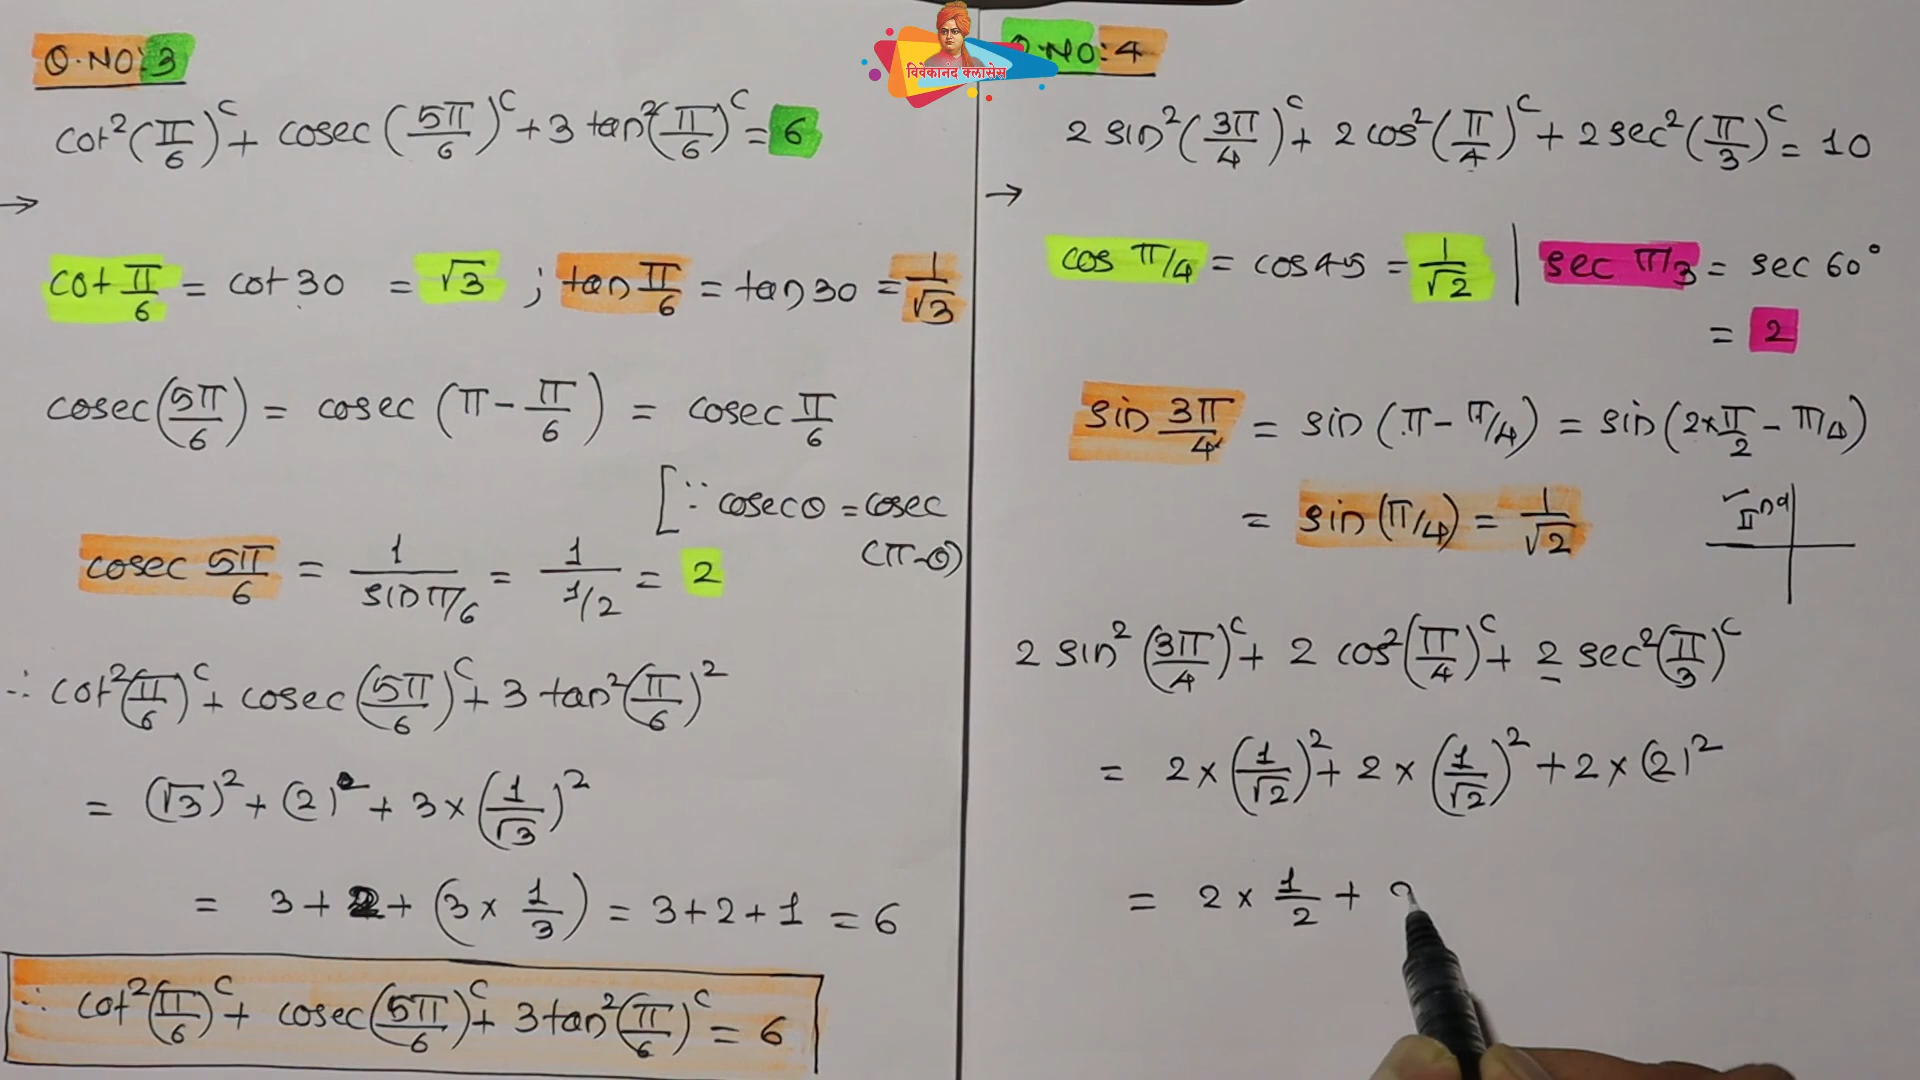 Q.NO:3
cot²(π/6)ᶜ + cosec(5π/6)ᶜ + 3 tan²(π/6)ᶜ = 6
→
cot π/6 = cot 30 = √3 ; tan π/6 = tan 30 = 1/√3
cosec(5π/6) = cosec(π - π/6) = cosec π/6
[∵ cosecθ = cosec
(π-θ)
cosec 5π/6 = 1/sin π/6 = 1/1/2 = 2
∴ cot²(π/6)ᶜ + cosec(5π/6)ᶜ + 3 tan²(π/6)²
= (√3)² + (2) + 3 × (1/√3)²
= 3 + 2 + (3 × 1/3) = 3+2+1 = 6
∴ cot²(π/6)ᶜ + cosec(5π/6)ᶜ + 3 tan²(π/6)ᶜ = 6
विवेकानंद क्लासेस
Q.NO:4
2 sin²(3π/4)ᶜ + 2 cos²(π/4)ᶜ + 2 sec²(π/3)ᶜ = 10
→
cos π/4 = cos 45 = 1/√2 | sec π/3 = sec 60°
= 2
sin 3π/4 = sin(π - π/4) = sin(2×π/2 - π/4)
= sin(π/4) = 1/√2
✓ IInd
2 sin²(3π/4)ᶜ + 2 cos²(π/4)ᶜ + 2 sec²(π/3)ᶜ
= 2 × (1/√2)² + 2 × (1/√2)² + 2 × (2)²
= 2 × 1/2 +